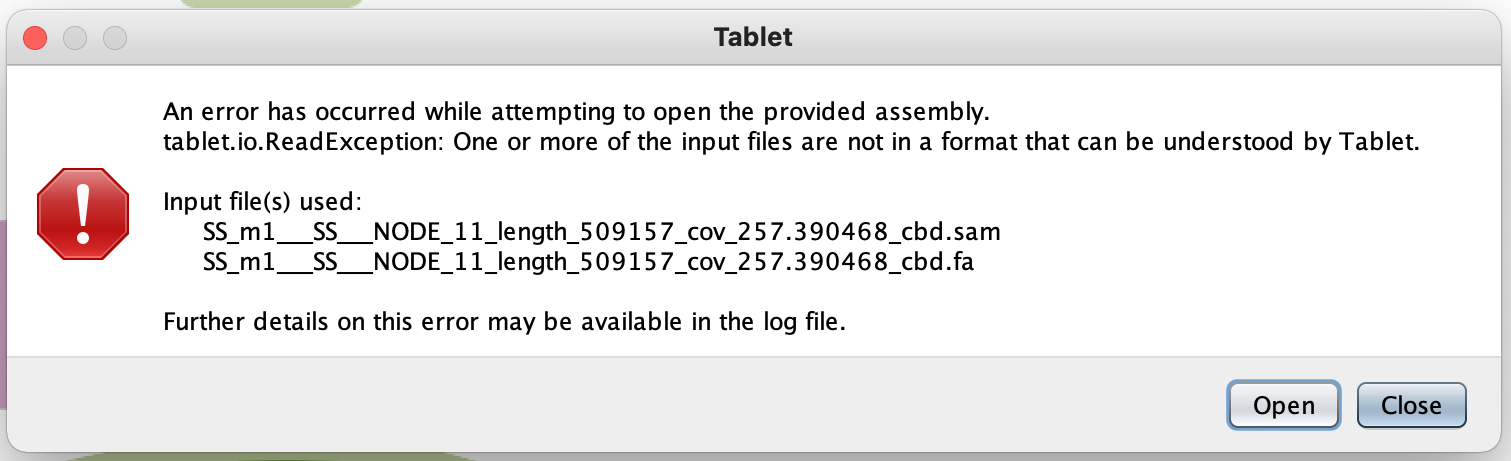 Tablet
An error has occurred while attempting to open the provided assembly.
tablet.io.ReadException: One or more of the input files are not in a format that can be understood by Tablet.
Input file(s) used:
SS_m1___SS___NODE_11_length_509157_cov_257.390468_cbd.sam
SS_m1___SS___NODE_11_length_509157_cov_257.390468_cbd.fa
Further details on this error may be available in the log file.
Open
Close